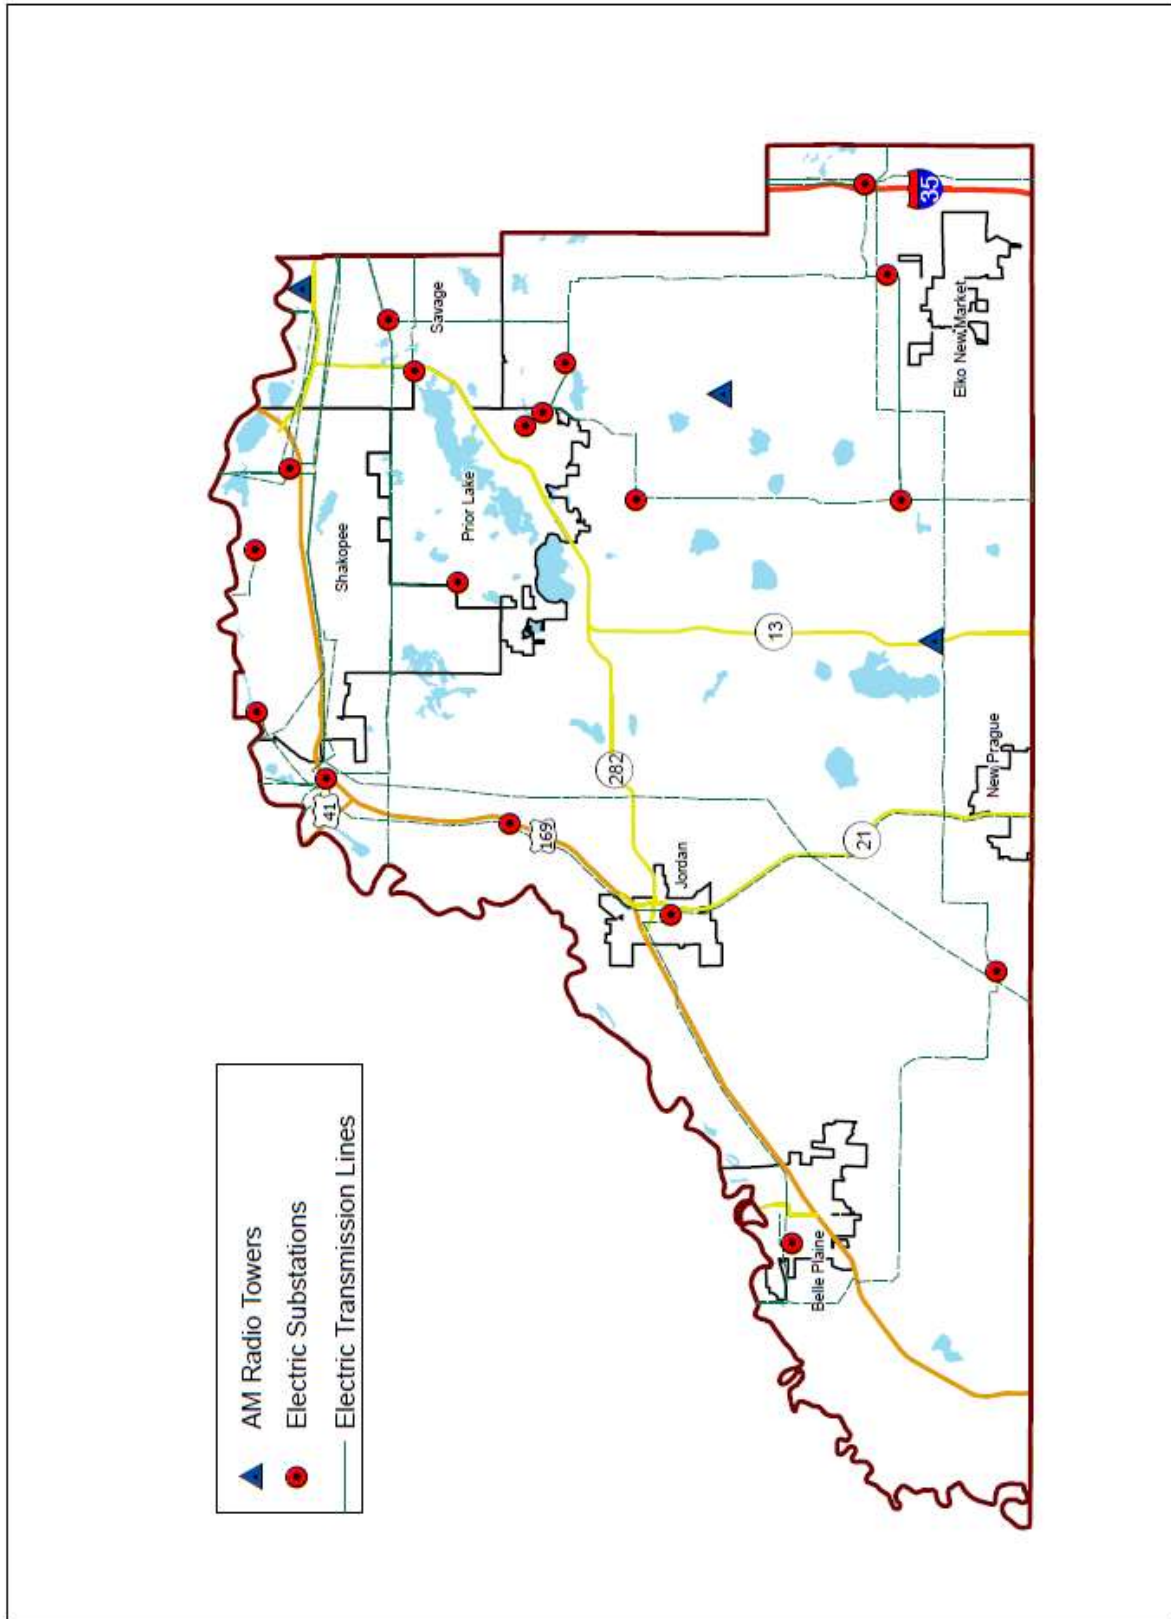 AM Radio Towers
Electric Substations
Electric Transmission Lines
41
169
Shakopee
Savage
Prior Lake
282
Jordan
13
21
35
Belle Plaine
New Prague
Elko New Market